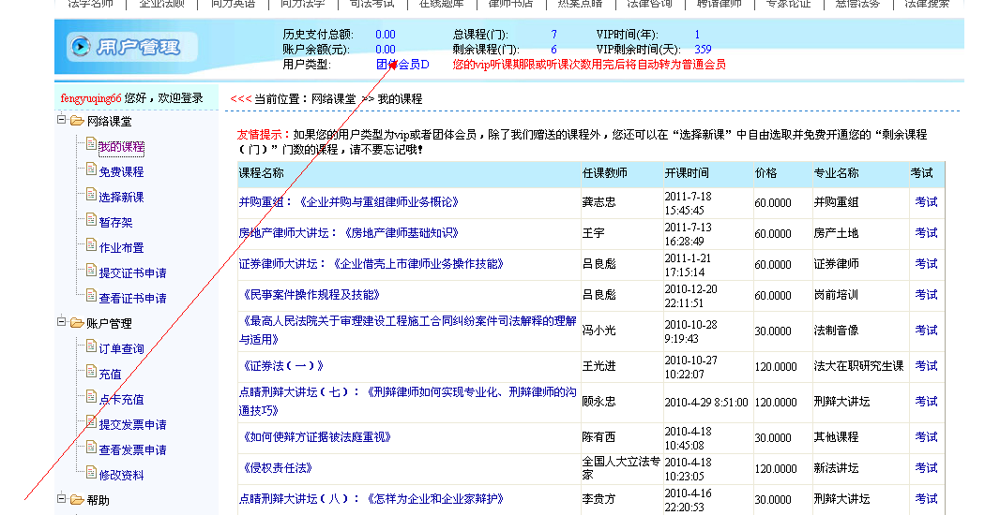 法学名师 企业法顾 同力英语 同力法学 司法考试 在线题库 律师书店 热案点睛 法律咨询 聘请律师 专家论证 惹信法务 法律搜索
用户管理
历史支付总额: 0.00 总课程(门): 7 VIP时间(年): 1
账户余额(元): 0.00 剩余课程(门): 6 VIP剩余时间(天): 359
用户类型: 团体会员D 您的vip听课期限或听课次数用完后将自动转为普通会员
fengyuqing66 您好，欢迎登录
网络课堂
我的课程
免费课程
选择新课
暂存架
作业布置
提交证书申请
查看证书申请
账户管理
订单查询
充值
点卡充值
提交发票申请
查看发票申请
修改资料
帮助
<<< 当前位置：网络课堂 >> 我的课程
友情提示：如果您的用户类型为vip或者团体会员，除了我们赠送的课程外，您还可以在“选择新课”中自由选取并免费开通您的“剩余课程
（门）”门数的课程，请不要忘记哦!
课程名称 任课教师 开课时间 价格 专业名称 考试
并购重组：《企业并购与重组律师业务概论》 龚志忠 2011-7-18 15:45:45 60.0000 并购重组 考试
房地产律师大讲坛：《房地产律师基础知识》 王宇 2011-7-13 16:28:49 60.0000 房产土地 考试
证券律师大讲坛：《企业借壳上市律师业务操作技能》 吕良彪 2011-1-21 17:15:14 60.0000 证券律师 考试
《民事案件操作规程及技能》 吕良彪 2010-12-20 22:11:51 60.0000 岗前培训 考试
《最高人民法院关于审理建设工程施工合同纠纷案件司法解释的理解
与适用》 冯小光 2010-10-28 9:19:43 30.0000 法制音像 考试
《证券法（一）》 王光进 2010-10-27 10:22:07 120.0000 法大在职研究生课 考试
点睛刑辩大讲坛（七）：《刑辩律师如何实现专业化、刑辩律师的沟
通技巧》 顾永忠 2010-4-29 8:51:00 120.0000 刑辩大讲坛 考试
《如何使辩方证据被法庭重视》 陈有西 2010-4-18 10:45:08 30.0000 其他课程 考试
《侵权责任法》 全国人大立法专家 2010-4-18 10:23:05 120.0000 新法讲坛 考试
点睛刑辩大讲坛（八）：《怎样为企业和企业家辩护》 李贵方 2010-4-16 22:20:53 30.0000 刑辩大讲坛 考试